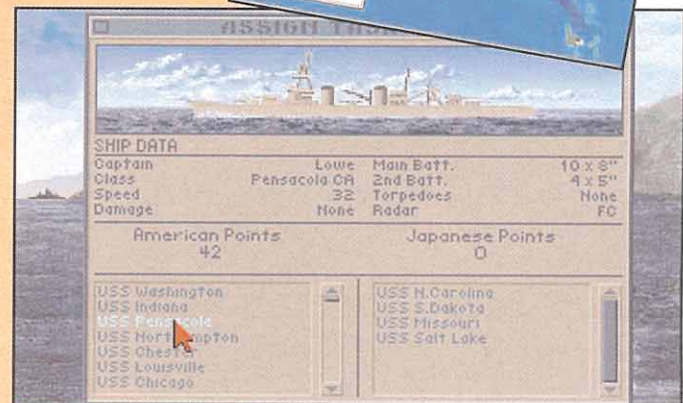 ASSIGN
SHIP DATA
Captain Lowe Main Batt. 10 x 8"
Class Pensacola CA 2nd Batt. 4 x 5"
Speed 32 Torpedoes None
Damage None Radar FC
American Points Japanese Points
42 0
USS Washington
USS Indiana
USS Pensacola
USS Northampton
USS Chester
USS Louisville
USS Chicago
USS N.Carolina
USS S.Dakota
USS Missouri
USS Salt Lake